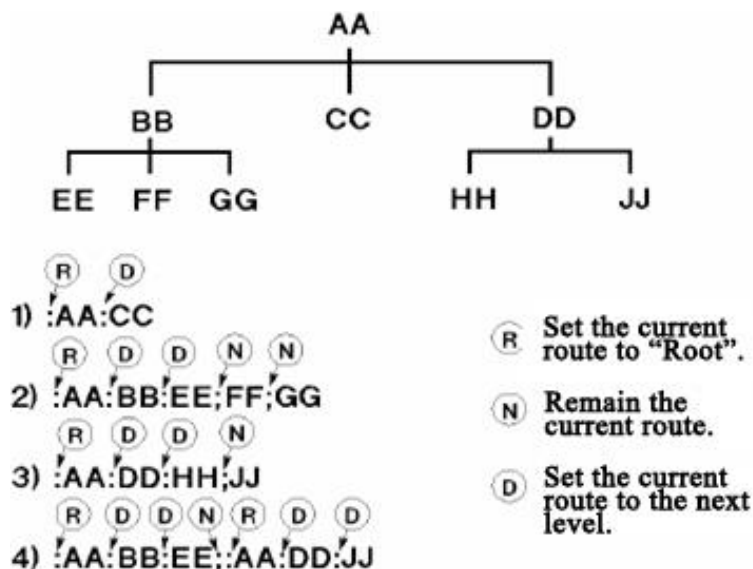 AA
BB CC DD
EE FF GG HH JJ
R D
1) :AA:CC
R D D N N
2) :AA:BB:EE;FF;GG
R D D N
3) :AA:DD:HH;JJ
R D D N R D D
4) :AA:BB:EE;:AA:DD:JJ
R Set the current
route to “Root”.
N Remain the
current route.
D Set the current
route to the next
level.